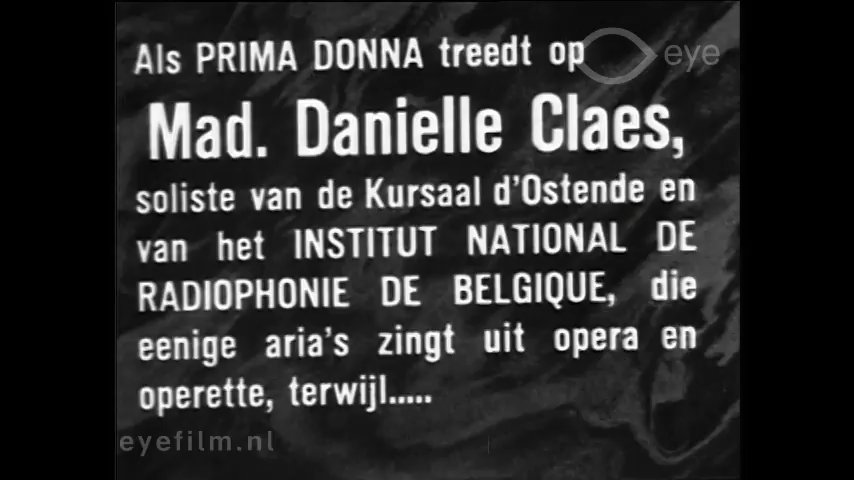 Als PRIMA DONNA treedt op
eye
Mad. Danielle Claes,
soliste van de Kursaal d'Ostende en
van het INSTITUT NATIONAL DE
RADIOPHONIE DE BELGIQUE, die
eenige aria's zingt uit opera en
operette, terwijl.....
eyefilm.nl